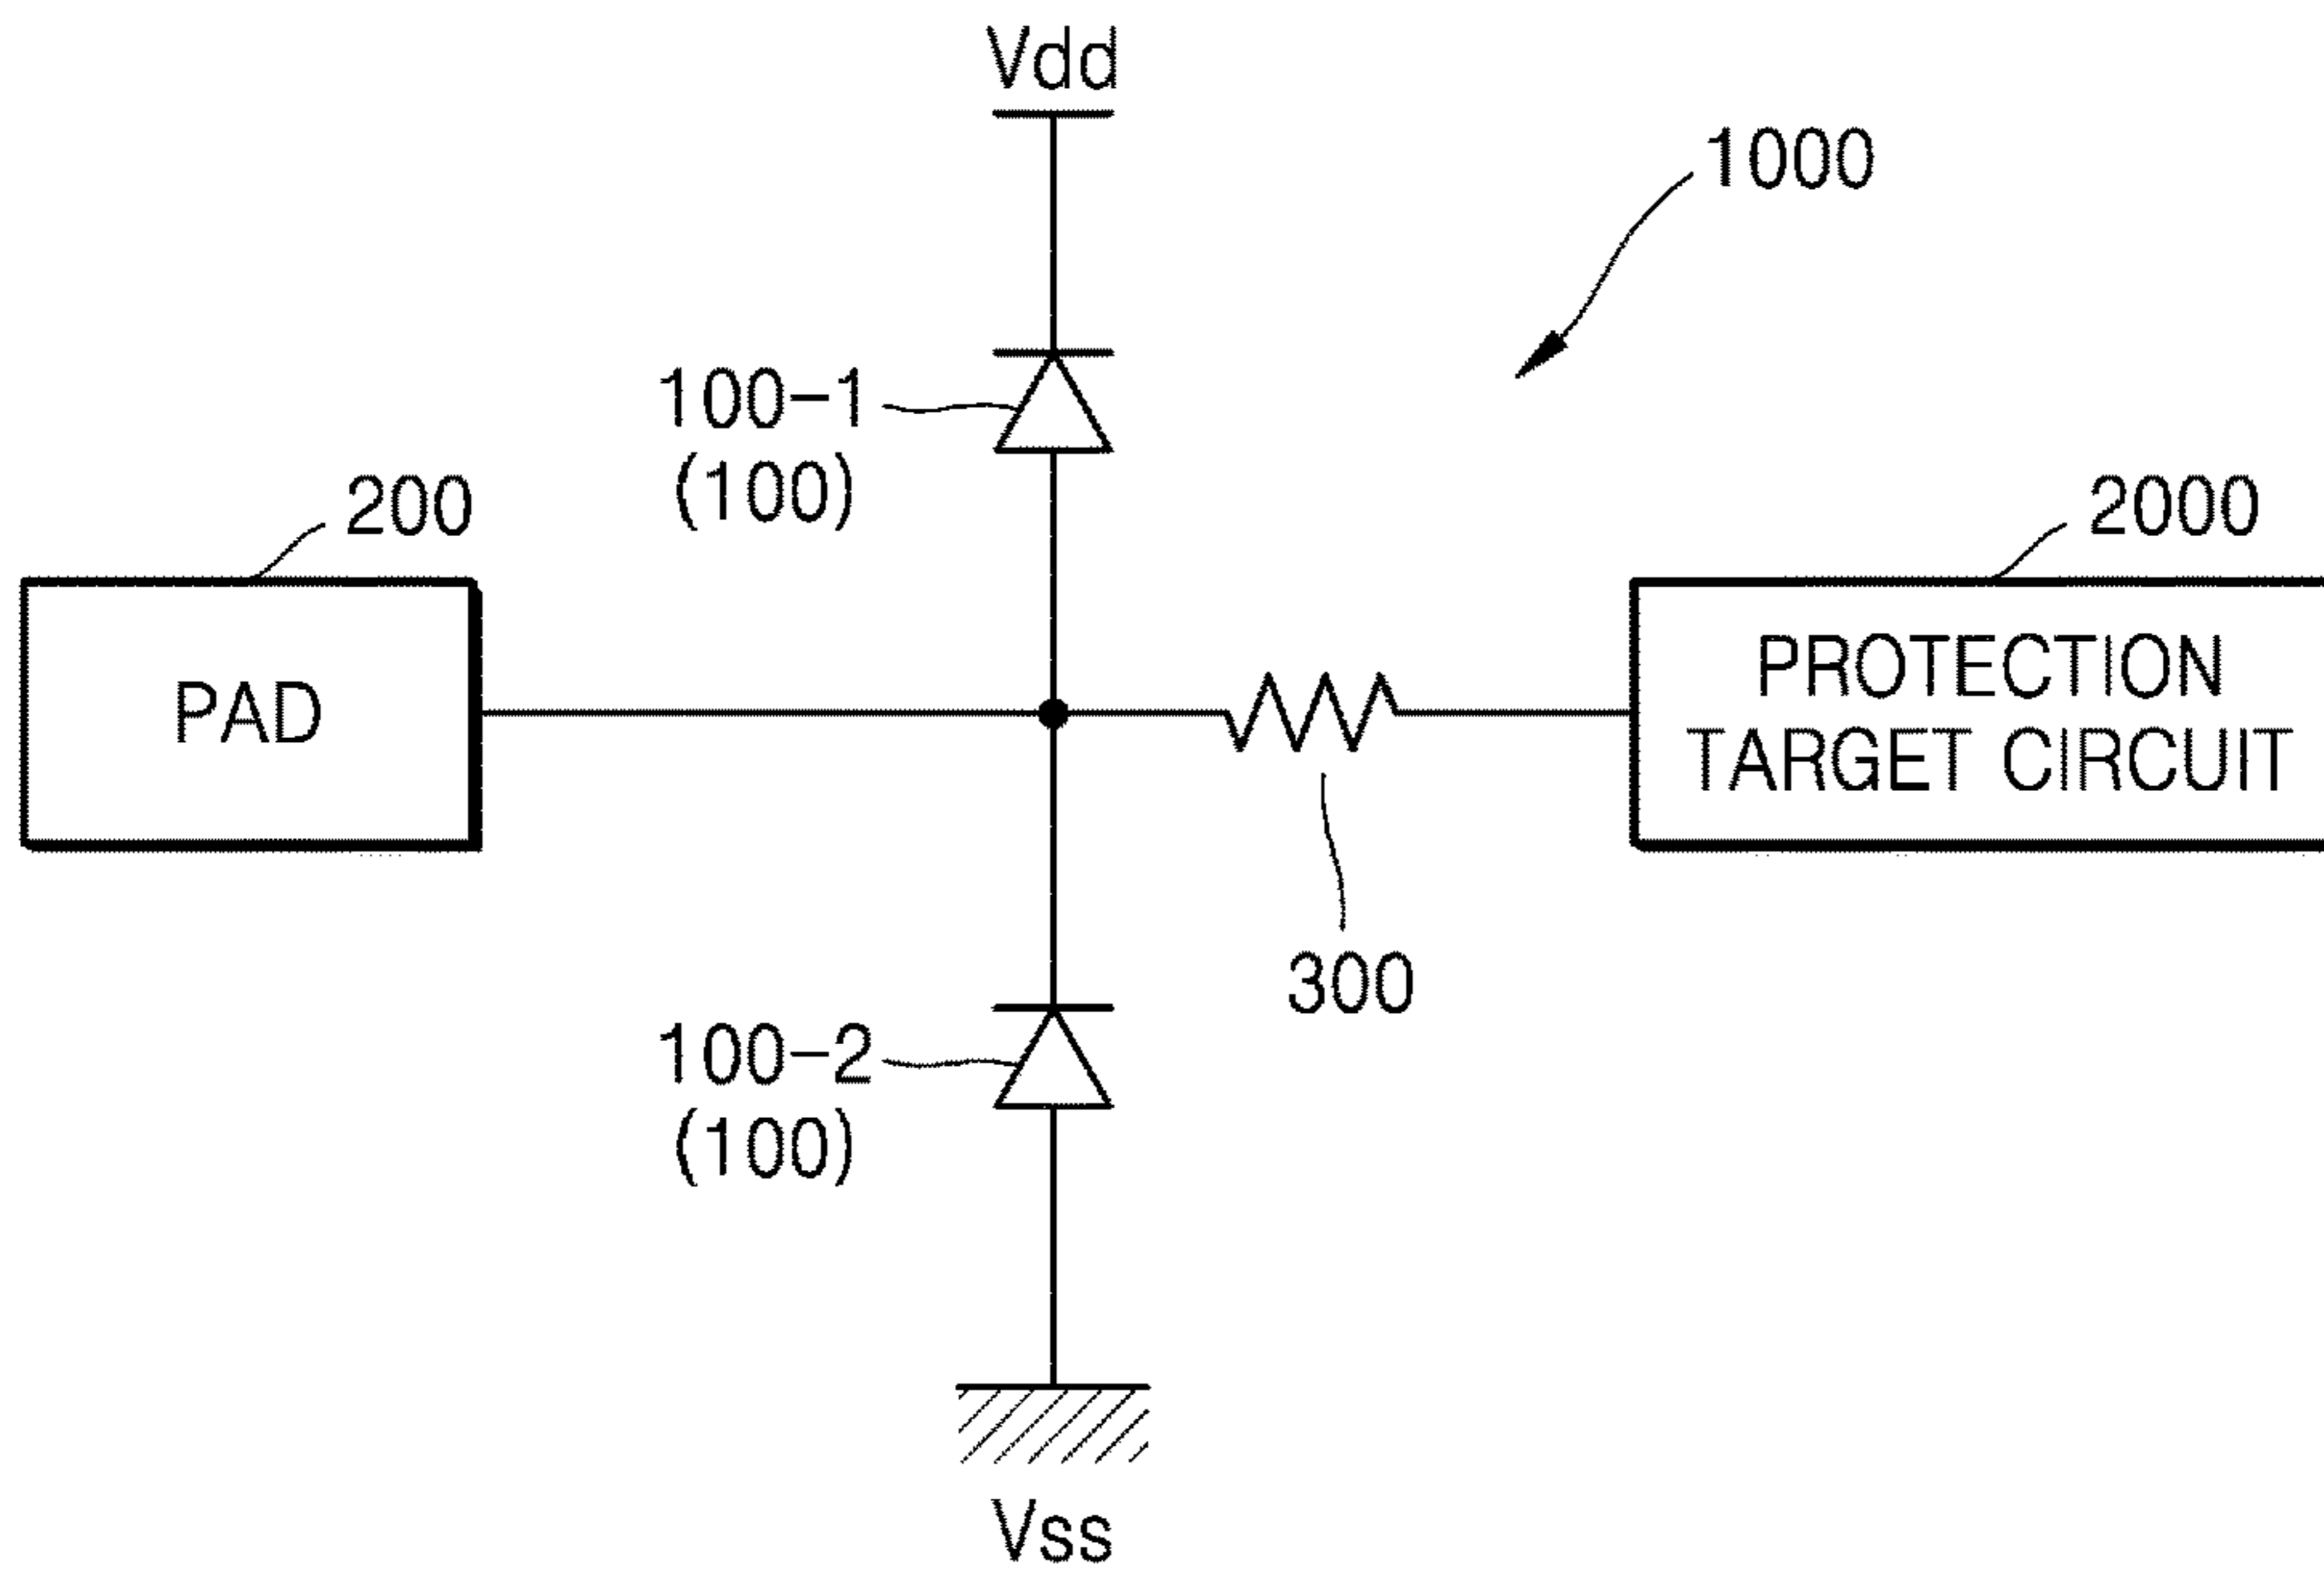 Vdd
1000
100-1
(100)
200
2000
PAD
PROTECTION
TARGET CIRCUIT
300
100-2
(100)
Vss